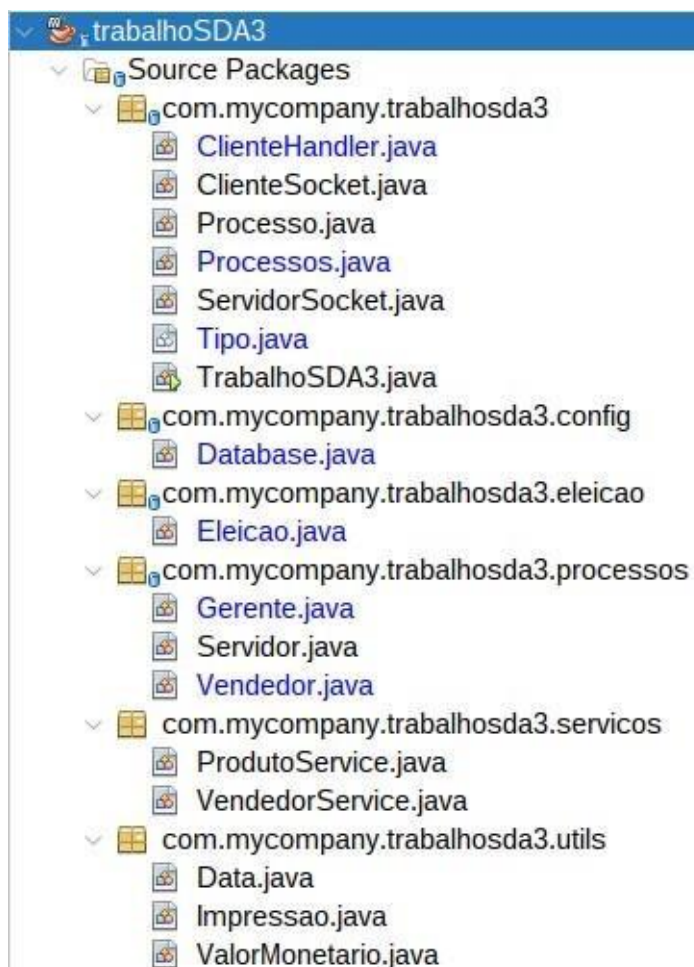 trabalhoSDA3
Source Packages
com.mycompany.trabalhosda3
ClienteHandler.java
ClienteSocket.java
Processo.java
Processos.java
ServidorSocket.java
Tipo.java
TrabalhoSDA3.java
com.mycompany.trabalhosda3.config
Database.java
com.mycompany.trabalhosda3.eleicao
Eleicao.java
com.mycompany.trabalhosda3.processos
Gerente.java
Servidor.java
Vendedor.java
com.mycompany.trabalhosda3.servicos
ProdutoService.java
VendedorService.java
com.mycompany.trabalhosda3.utils
Data.java
Impressao.java
ValorMonetario.java